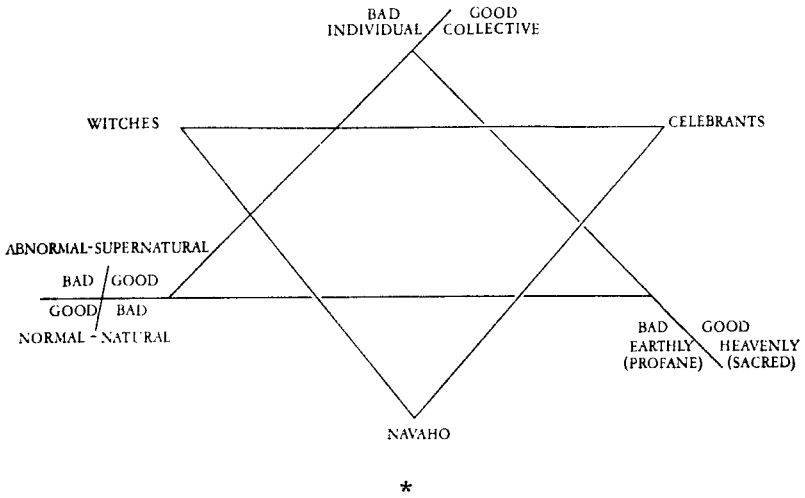 BAD GOOD
INDIVIDUAL COLLECTIVE
WITCHES
CELEBRANTS
ABNORMAL-SUPERNATURAL
BAD GOOD
GOOD BAD
NORMAL-NATURAL
BAD GOOD
EARTHLY HEAVENLY
(PROFANE) (SACRED)
NAVAHO
*